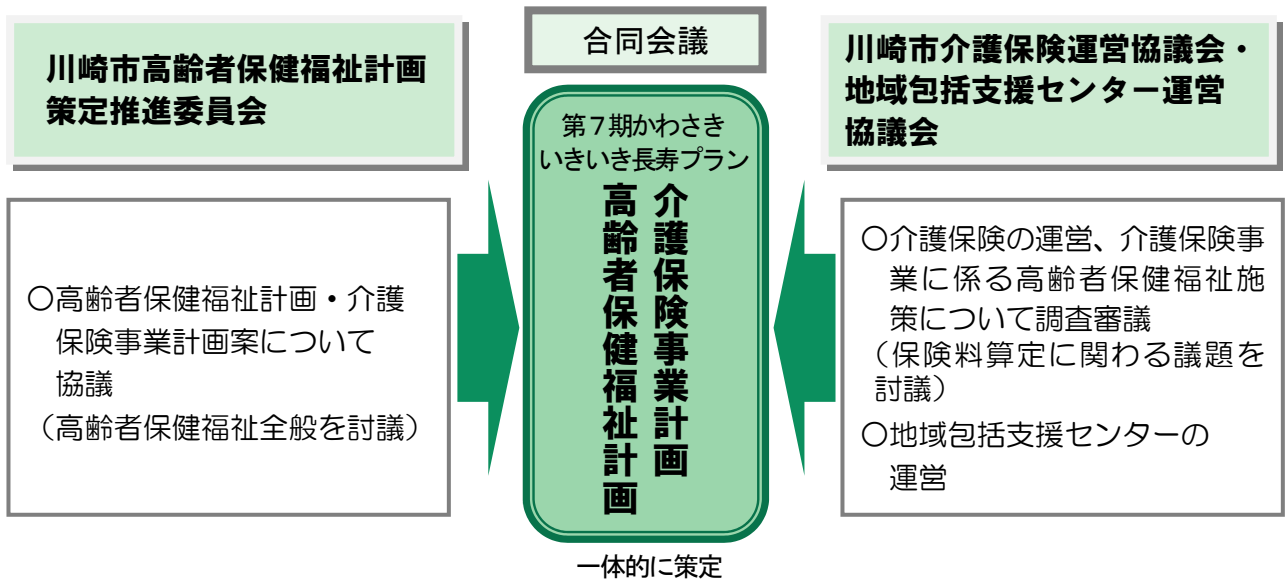 川崎市高齢者保健福祉計画
策定推進委員会
〇高齢者保健福祉計画・介護
保険事業計画案について
協議
（高齢者保健福祉全般を討議）
合同会議
第７期かわさき
いきいき長寿プラン
介護保険事業計画
高齢者保健福祉計画
一体的に策定
川崎市介護保険運営協議会・
地域包括支援センター運営
協議会
〇介護保険の運営、介護保険事
業に係る高齢者保健福祉施
策について調査審議
（保険料算定に関わる議題を
討議）
〇地域包括支援センターの
運営